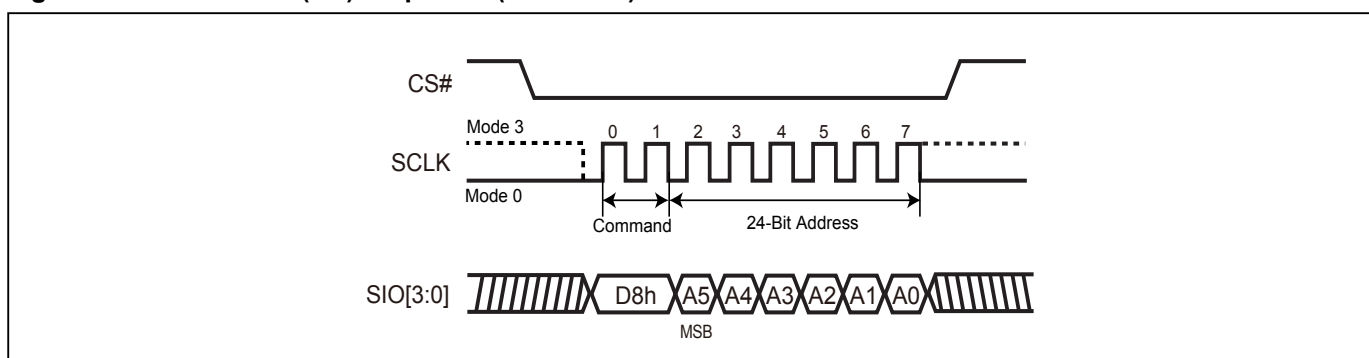 CS#
Mode 3
0 1 2 3 4 5 6 7
SCLK
Mode 0
Command
24-Bit Address
SIO[3:0]
D8h A5 A4 A3 A2 A1 A0
MSB